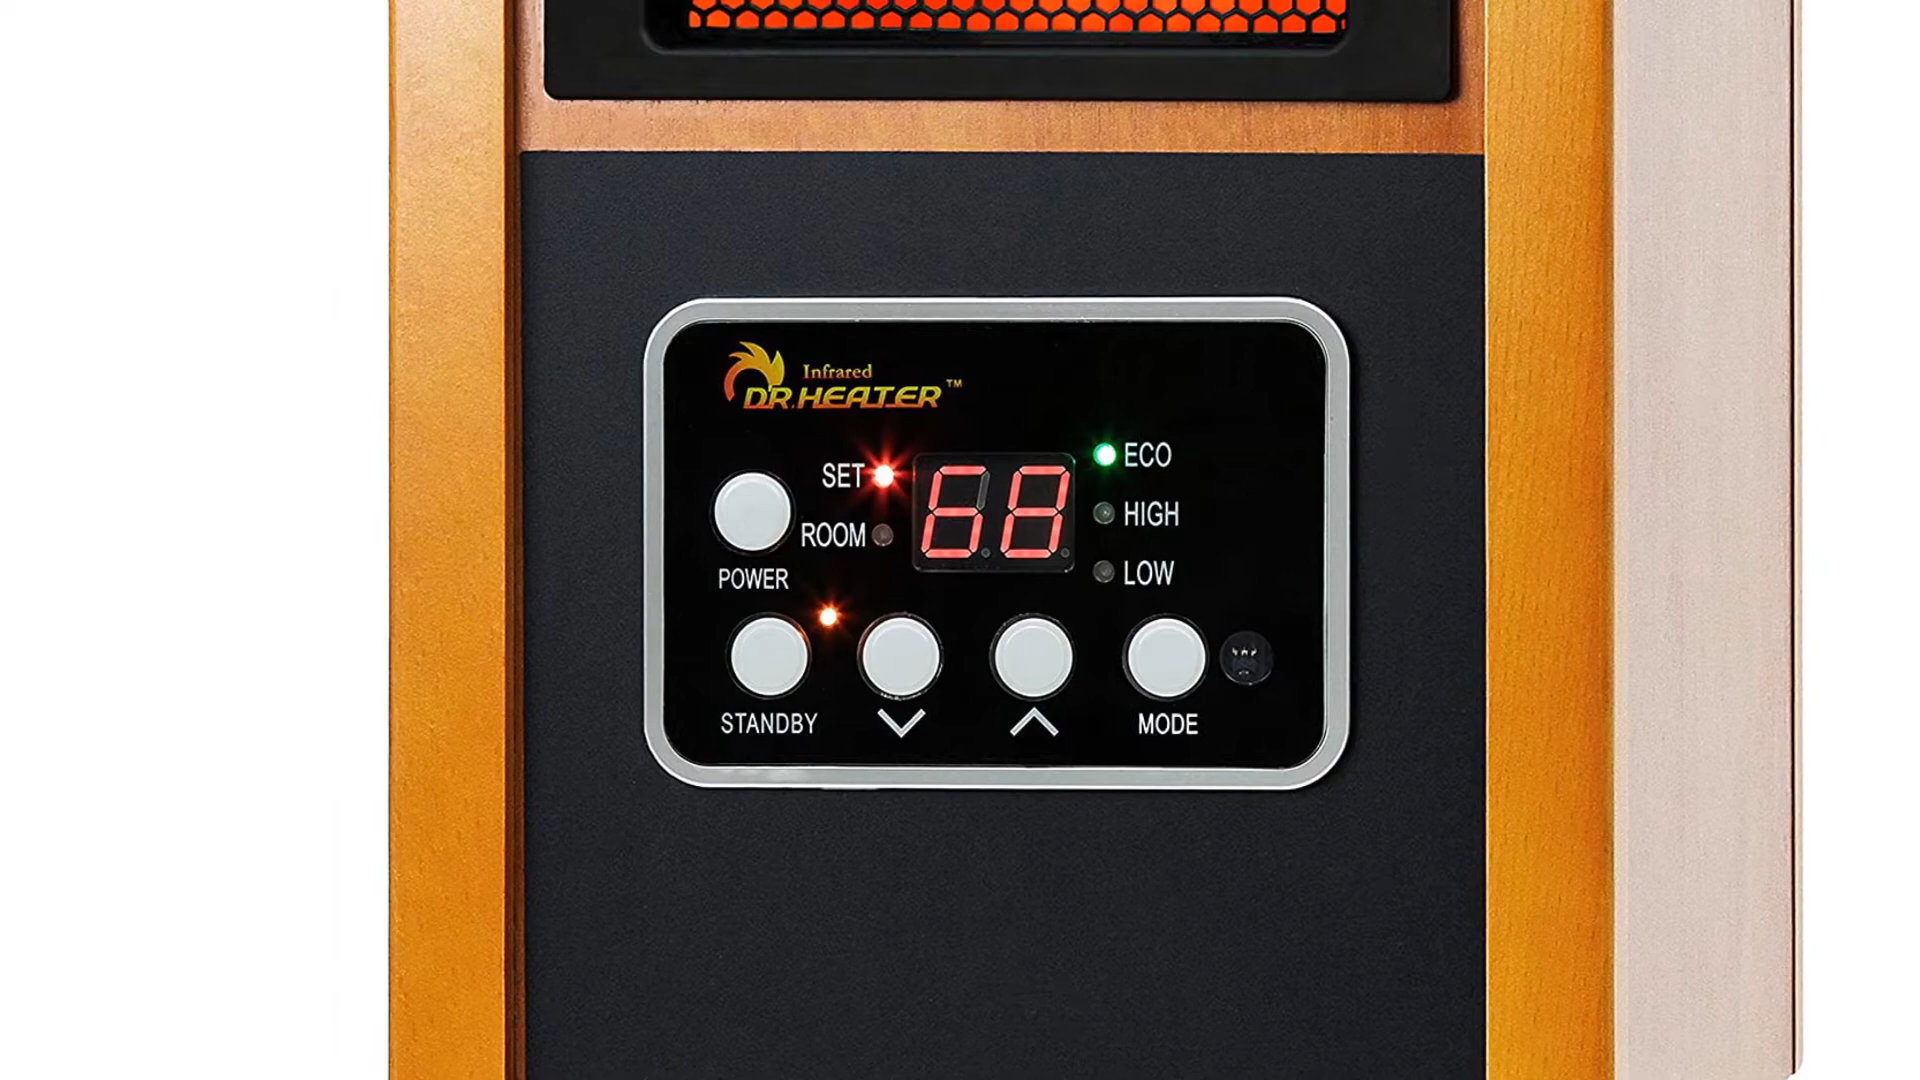 Infrared
DR. HEATER™
SET
ROOM
68
ECO
HIGH
LOW
POWER
STANDBY
MODE